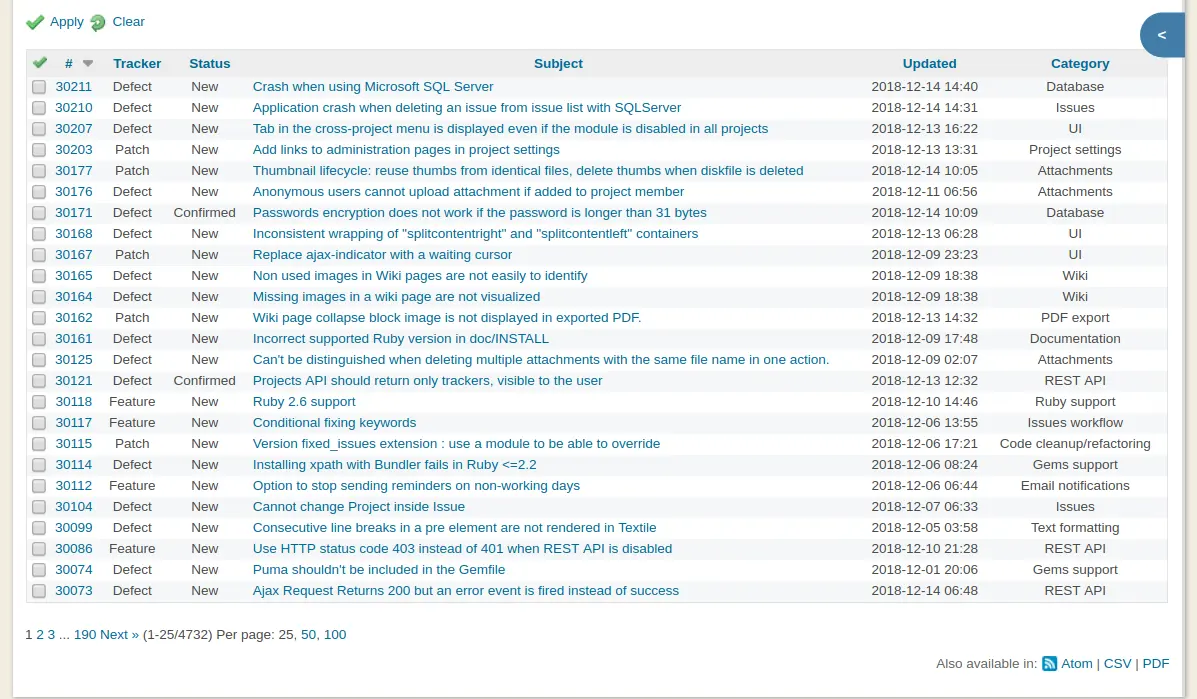 Apply Clear
<
# Tracker Status Subject Updated Category
30211 Defect New Crash when using Microsoft SQL Server 2018-12-14 14:40 Database
30210 Defect New Application crash when deleting an issue from issue list with SQLServer 2018-12-14 14:31 Issues
30207 Defect New Tab in the cross-project menu is displayed even if the module is disabled in all projects 2018-12-13 16:22 UI
30203 Patch New Add links to administration pages in project settings 2018-12-13 13:31 Project settings
30177 Patch New Thumbnail lifecycle: reuse thumbs from identical files, delete thumbs when diskfile is deleted 2018-12-14 10:05 Attachments
30176 Defect New Anonymous users cannot upload attachment if added to project member 2018-12-11 06:56 Attachments
30171 Defect Confirmed Passwords encryption does not work if the password is longer than 31 bytes 2018-12-14 10:09 Database
30168 Defect New Inconsistent wrapping of "splitcontentright" and "splitcontentleft" containers 2018-12-13 06:28 UI
30167 Patch New Replace ajax-indicator with a waiting cursor 2018-12-09 23:23 UI
30165 Defect New Non used images in Wiki pages are not easily to identify 2018-12-09 18:38 Wiki
30164 Defect New Missing images in a wiki page are not visualized 2018-12-09 18:38 Wiki
30162 Patch New Wiki page collapse block image is not displayed in exported PDF. 2018-12-13 14:32 PDF export
30161 Defect New Incorrect supported Ruby version in doc/INSTALL 2018-12-09 17:48 Documentation
30125 Defect New Can't be distinguished when deleting multiple attachments with the same file name in one action. 2018-12-09 02:07 Attachments
30121 Defect Confirmed Projects API should return only trackers, visible to the user 2018-12-13 12:32 REST API
30118 Feature New Ruby 2.6 support 2018-12-10 14:46 Ruby support
30117 Feature New Conditional fixing keywords 2018-12-06 13:55 Issues workflow
30115 Patch New Version fixed_issues extension : use a module to be able to override 2018-12-06 17:21 Code cleanup/refactoring
30114 Defect New Installing xpath with Bundler fails in Ruby <=2.2 2018-12-06 08:24 Gems support
30112 Feature New Option to stop sending reminders on non-working days 2018-12-06 06:44 Email notifications
30104 Defect New Cannot change Project inside Issue 2018-12-07 06:33 Issues
30099 Defect New Consecutive line breaks in a pre element are not rendered in Textile 2018-12-05 03:58 Text formatting
30086 Feature New Use HTTP status code 403 instead of 401 when REST API is disabled 2018-12-10 21:28 REST API
30074 Defect New Puma shouldn't be included in the Gemfile 2018-12-01 20:06 Gems support
30073 Defect New Ajax Request Returns 200 but an error event is fired instead of success 2018-12-14 06:48 REST API
1 2 3 ... 190 Next » (1-25/4732) Per page: 25, 50, 100
Also available in: Atom | CSV | PDF